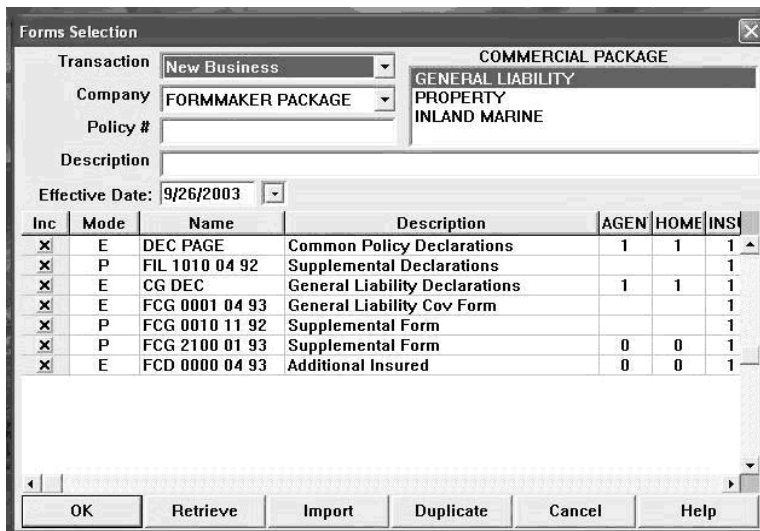 Forms Selection
Transaction New Business
COMMERCIAL PACKAGE
GENERAL LIABILITY
Company FORMMAKER PACKAGE
PROPERTY
INLAND MARINE
Policy #
Description
Effective Date: 9/26/2003
Inc Mode Name Description AGEN HOME INSU
E DEC PAGE Common Policy Declarations 1 1 1
P FIL 1010 04 92 Supplemental Declarations 1
E CG DEC General Liability Declarations 1 1 1
E FCG 0001 04 93 General Liability Cov Form 1
P FCG 0010 11 92 Supplemental Form 1
P FCG 2100 01 93 Supplemental Form 0 0 1
E FCD 0000 04 93 Additional Insured 0 0 1
OK Retrieve Import Duplicate Cancel Help